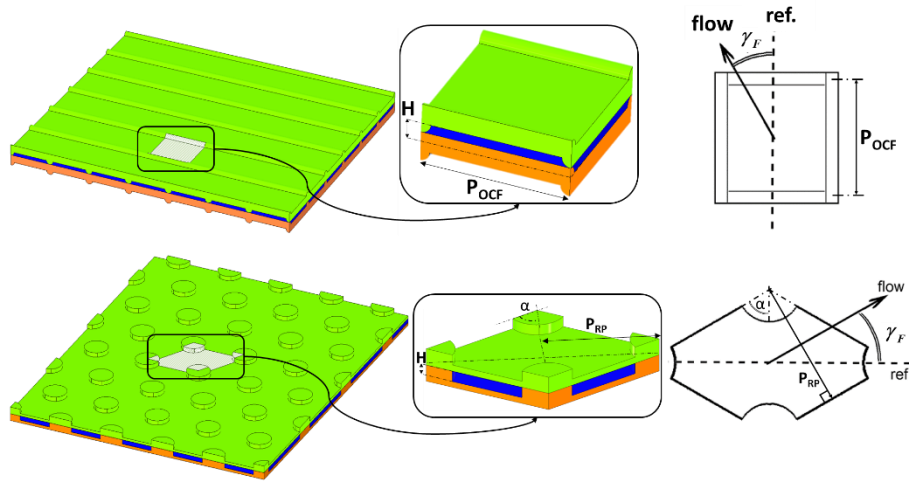 ref.
flow
γF
H
POCF
POCF
α
PRP
H
flow
α
γF
PRP
ref